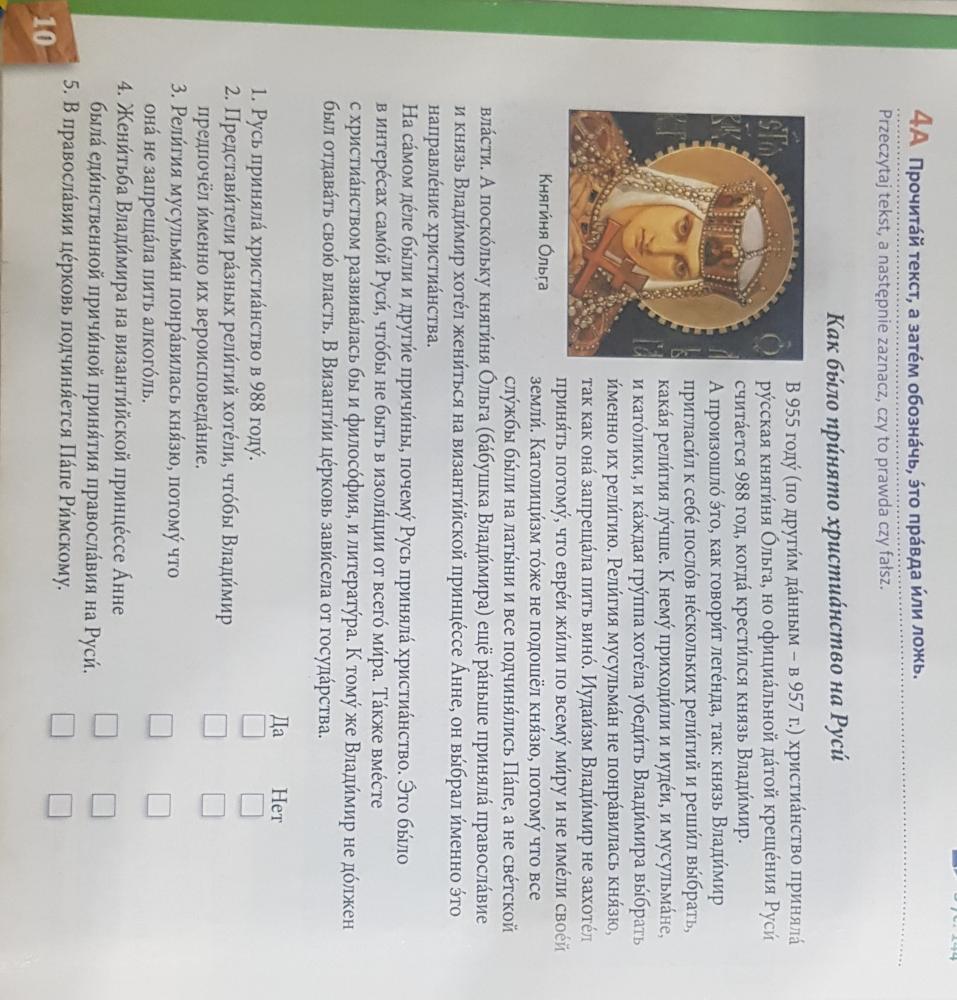 4A Прочита́й текст, а зате́м обозна́чь, э́то пра́вда и́ли ложь.
Przeczytaj tekst, a następnie zaznacz, czy to prawda czy fałsz.
Как бы́ло при́нято христиа́нство на Руси́
В 955 году́ (по други́м да́нным – в 957 г.) христиа́нство приняла́
ру́сская княги́ня О́льга, но официа́льной да́той креще́ния Руси́
счита́ется 988 год, когда́ крести́лся князь Влади́мир.
А произошло́ э́то, как говори́т леге́нда, так: князь Влади́мир
пригласи́л к себе́ посло́в не́скольких рели́гий и реши́л вы́брать,
кака́я рели́гия лу́чше. К нему́ приходи́ли и иуде́и, и мусульма́не,
и като́лики, и ка́ждая гру́ппа хоте́ла убеди́ть Влади́мира вы́брать
и́менно их рели́гию. Рели́гия мусульма́н не понра́вилась кня́зю,
так как она́ запреща́ла пить вино́. Иудаи́зм Влади́мир не захоте́л
приня́ть потому́, что евре́и жи́ли по всему́ ми́ру и не име́ли свое́й
земли́. Католици́зм то́же не подошёл кня́зю, потому́ что все
слу́жбы бы́ли на латы́ни и все подчиня́лись Па́пе, а не све́тской
Княги́ня О́льга
вла́сти. А поско́льку княги́ня О́льга (ба́бушка Влади́мира) ещё ра́ньше приняла́ правосла́вие
и князь Влади́мир хоте́л жени́ться на византи́йской принце́ссе А́нне, он вы́брал и́менно э́то
направле́ние христиа́нства.
На са́мом де́ле бы́ли и други́е причи́ны, почему́ Русь приняла́ христиа́нство. Э́то бы́ло
в интере́сах само́й Руси́, что́бы не быть в изоля́ции от всего́ ми́ра. Та́кже вме́сте
с христиа́нством развива́лась бы и филосо́фия, и литерату́ра. К тому́ же Влади́мир не до́лжен
был отдава́ть свою́ власть. В Византи́и це́рковь зави́села от госуда́рства.
Да Нет
1. Русь приняла́ христиа́нство в 988 году́.
2. Представи́тели ра́зных рели́гий хоте́ли, что́бы Влади́мир
предпочёл и́менно их вероиспове́дание.
3. Рели́гия мусульма́н понра́вилась кня́зю, потому́ что
она́ не запреща́ла пить алкого́ль.
4. Жени́тьба Влади́мира на византи́йской принце́ссе А́нне
была́ еди́нственной причи́ной приня́тия правосла́вия на Руси́.
5. В правосла́вии це́рковь подчиня́ется Па́пе Ри́мскому.
10